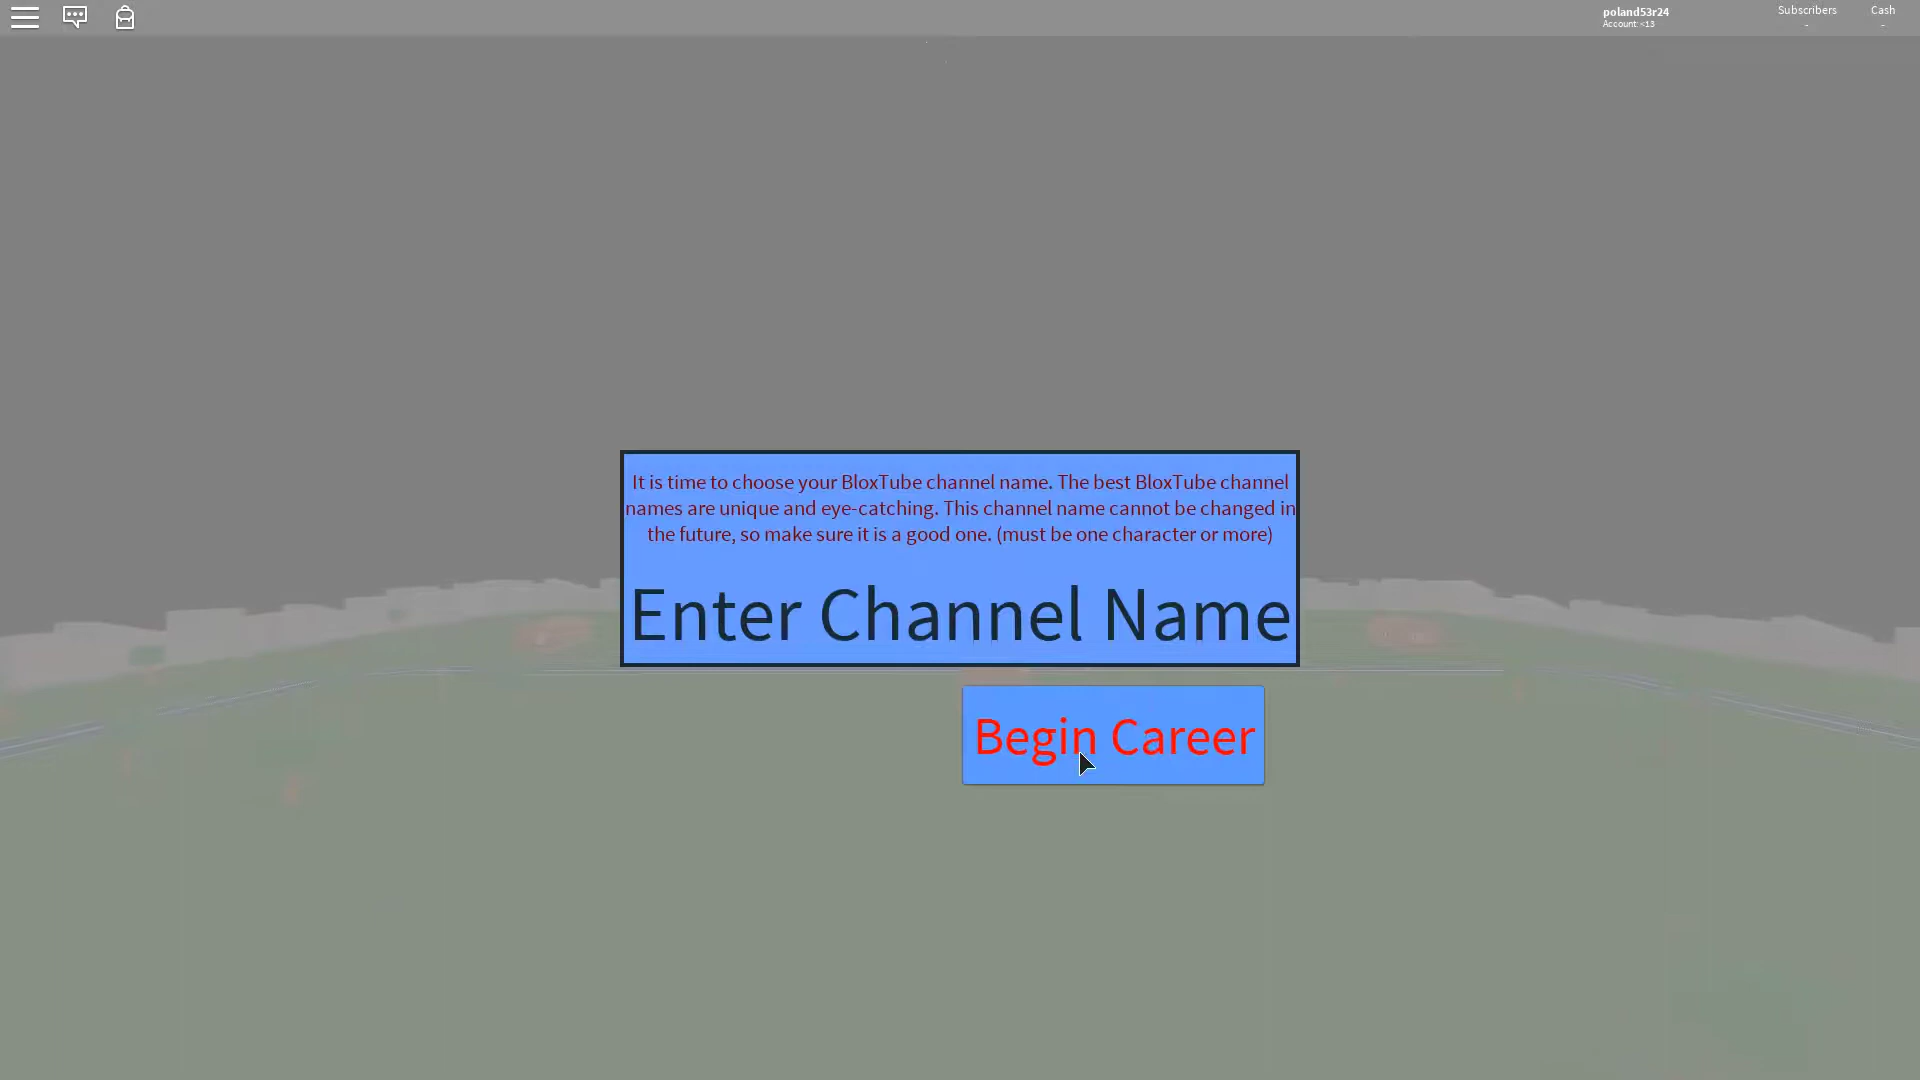 poland53r24
Account: <13
Subscribers
-
Cash
-
It is time to choose your BloxTube channel name. The best BloxTube channel
names are unique and eye-catching. This channel name cannot be changed in
the future, so make sure it is a good one. (must be one character or more)
Enter Channel Name
Begin Career